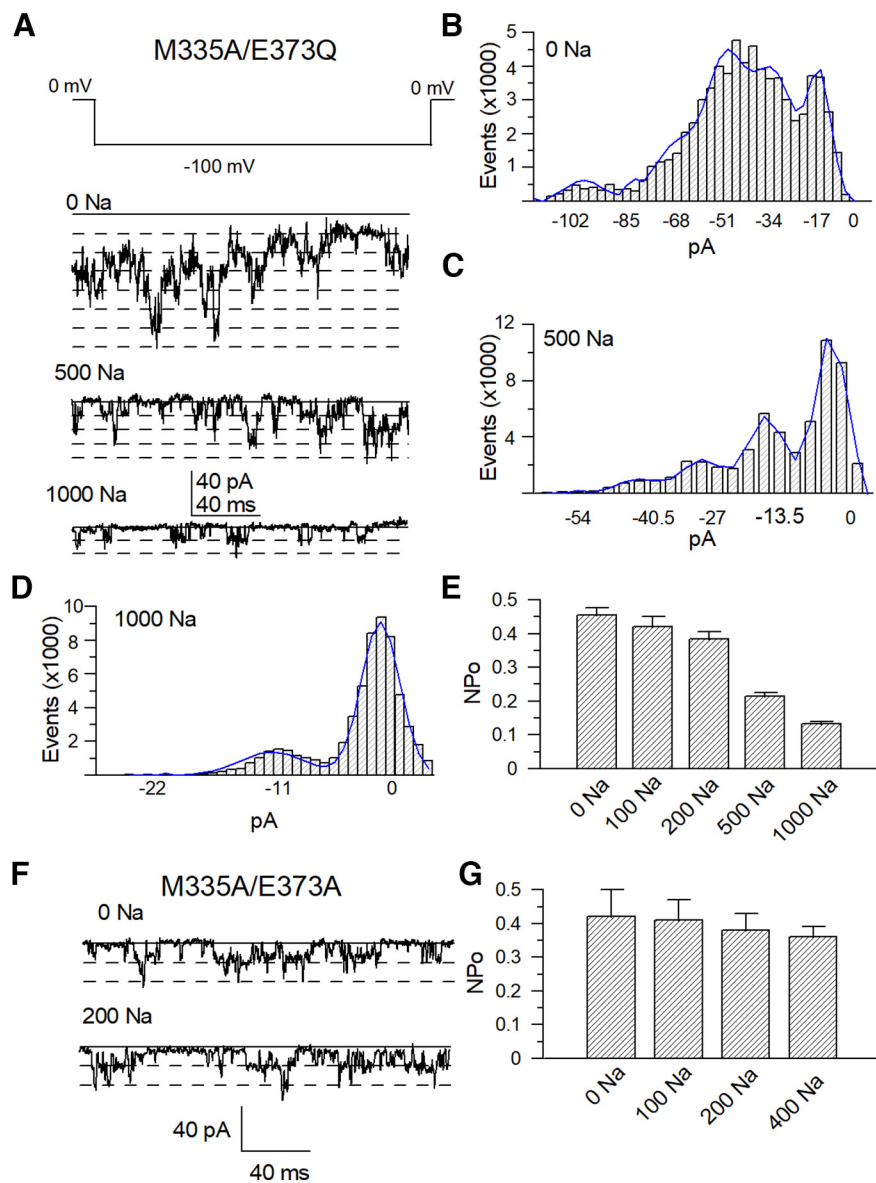 A
M335A/E373Q
0 mV
0 mV
-100 mV
0 Na
500 Na
1000 Na
40 pA
40 ms
B
0 Na
Events (x1000)
5
4
3
2
1
-102
-85
-68
-51
-34
-17
0
pA
C
500 Na
Events (x1000)
12
8
4
-54
-40.5
-27
-13.5
0
pA
D
1000 Na
Events (x1000)
10
8
6
4
2
-22
-11
0
pA
E
NPo
0.5
0.4
0.3
0.2
0.1
0
0 Na
100 Na
200 Na
500 Na
1000 Na
F
M335A/E373A
0 Na
200 Na
40 pA
40 ms
G
NPo
0.5
0.4
0.3
0.2
0.1
0
0 Na
100 Na
200 Na
400 Na